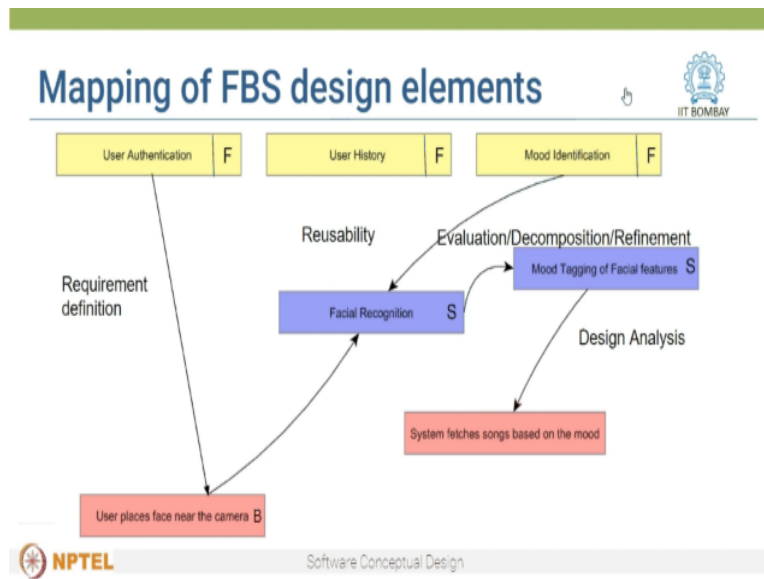 Mapping of FBS design elements
IIT BOMBAY
User Authentication F
User History F
Mood Identification F
Reusability
Evaluation/Decomposition/Refinement
Requirement
definition
Mood Tagging of Facial features S
Facial Recognition S
Design Analysis
System fetches songs based on the mood
User places face near the camera B
NPTEL
Software Conceptual Design